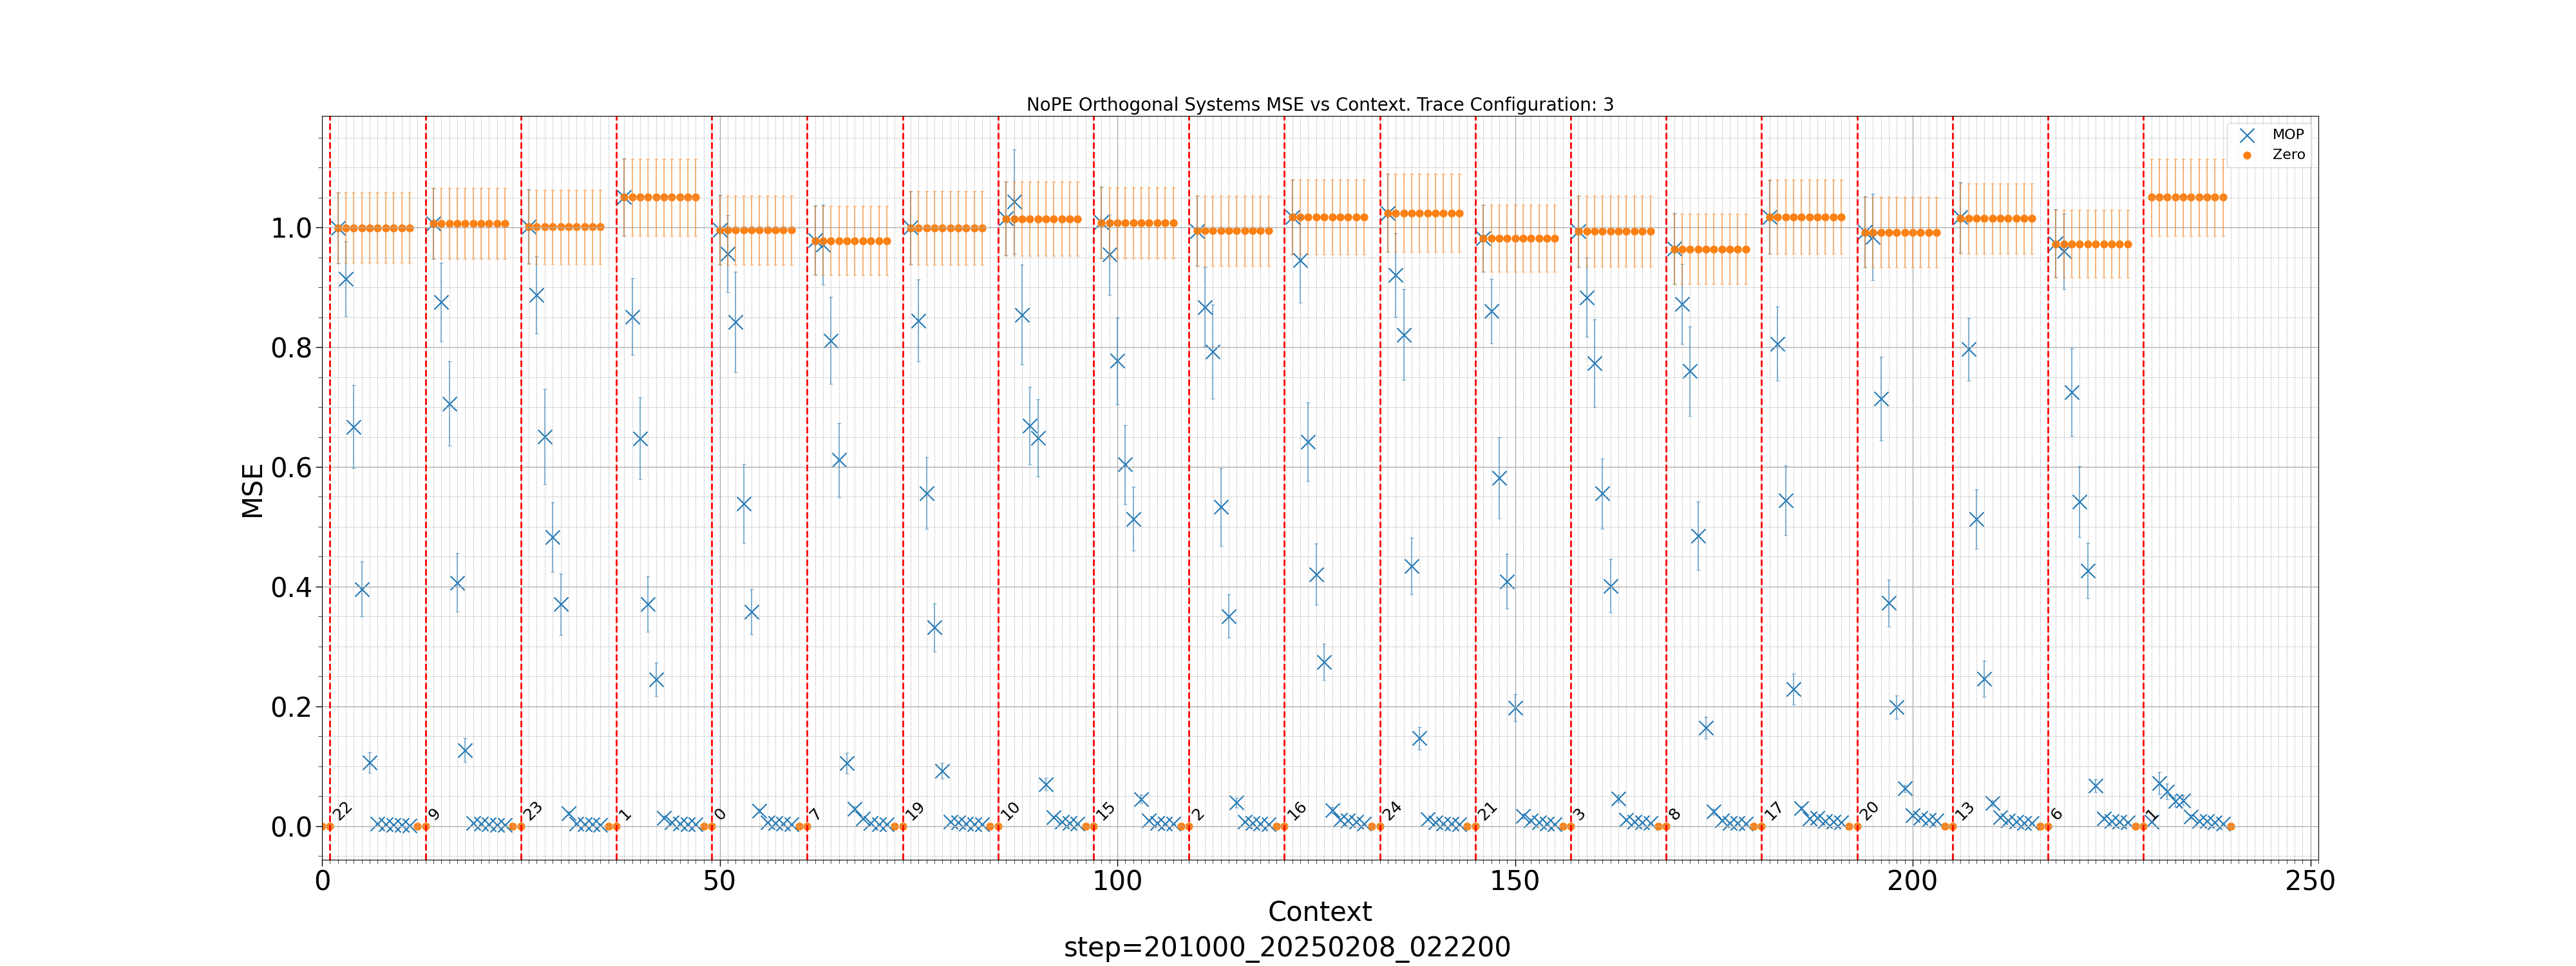 NoPE Orthogonal Systems MSE vs Context. Trace Configuration: 3
MOP
Zero
MSE
1.0
0.8
0.6
0.4
0.2
0.0
22 9 23 1 0 7 19 10 15 2 16 24 21 3 8 17 20 13 6 1
0 50 100 150 200 250
Context
step=201000_20250208_022200